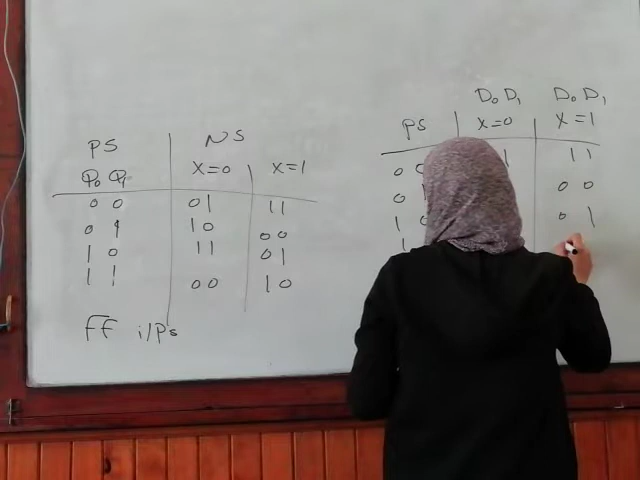 PS NS
Q₀ Q₁ X=0 X=1
0 0 01 11
0 1 10 00
1 0 11 01
1 1 00 10
FF i/Ps
D₀ D₁ D₀ D₁
PS X=0 X=1
0 0 1 11
0 0 0
1 0 1
1